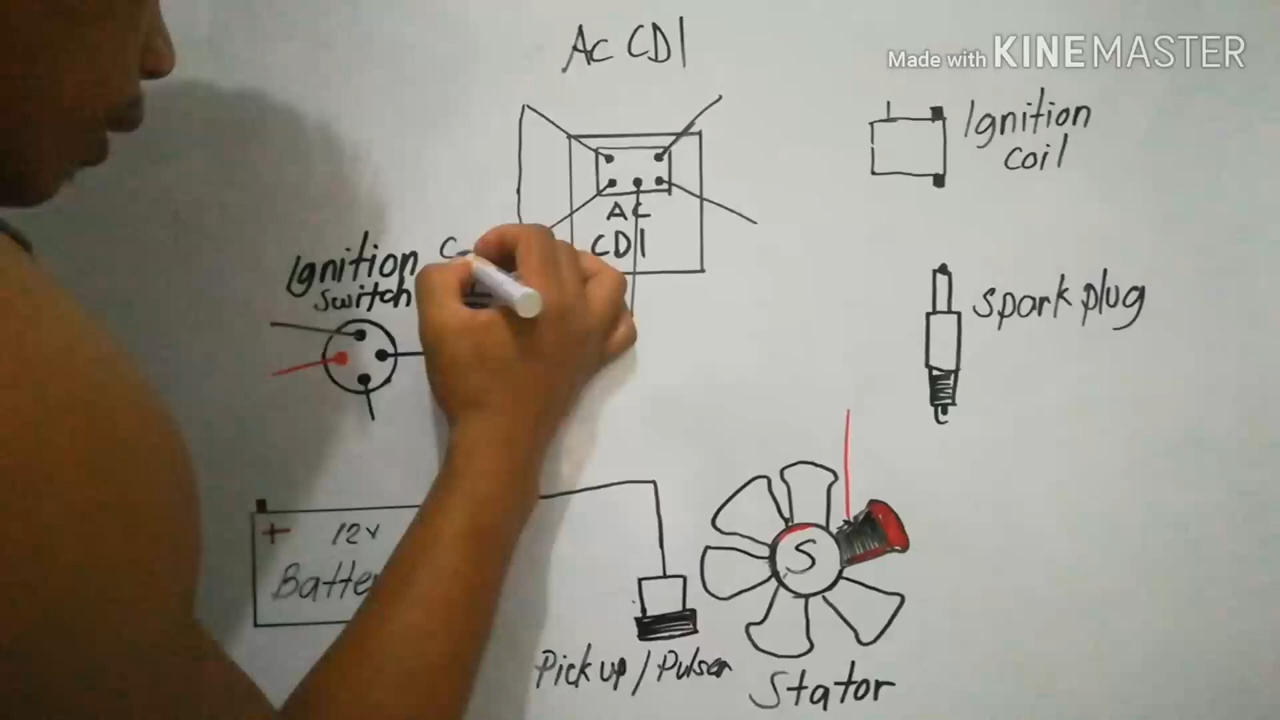 Ac CDI
Made with KINEMASTER
Ignition
coil
AC
CDI
Ignition
switch
spark plug
+ 12v
S
Pick up / Pulser
Stator